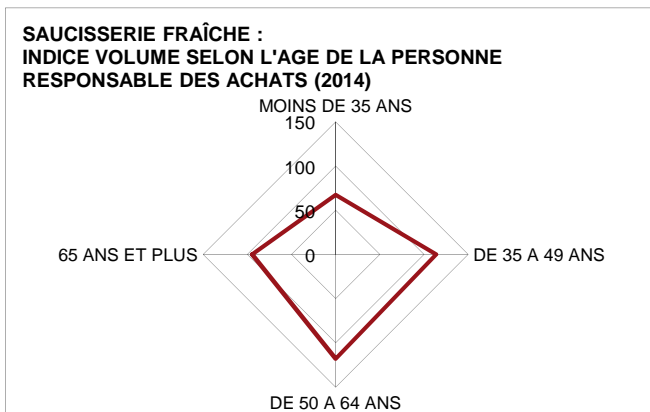 SAUCISSERIE FRAÎCHE :
INDICE VOLUME SELON L'AGE DE LA PERSONNE
RESPONSABLE DES ACHATS (2014)
MOINS DE 35 ANS
150
100
50
65 ANS ET PLUS
0
DE 35 A 49 ANS
DE 50 A 64 ANS